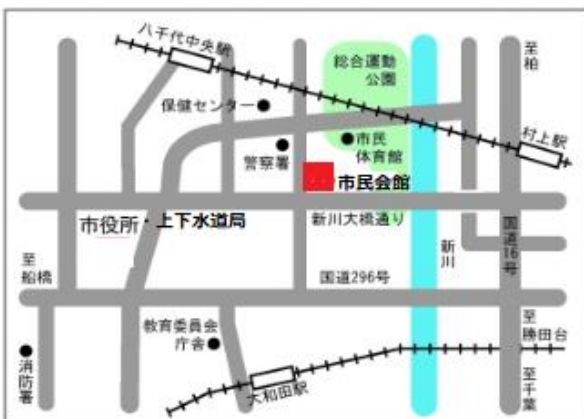 八千代中央駅
総合運動
公園
至柏
保健センター
村上駅
警察署
市民
体育館
市民会館
市役所・上下水道局
新川大橋通り
国道16号
新川
至
船橋
国道296号
教育委員会
庁舎
至
勝田台
消防署
大和田駅
至千葉